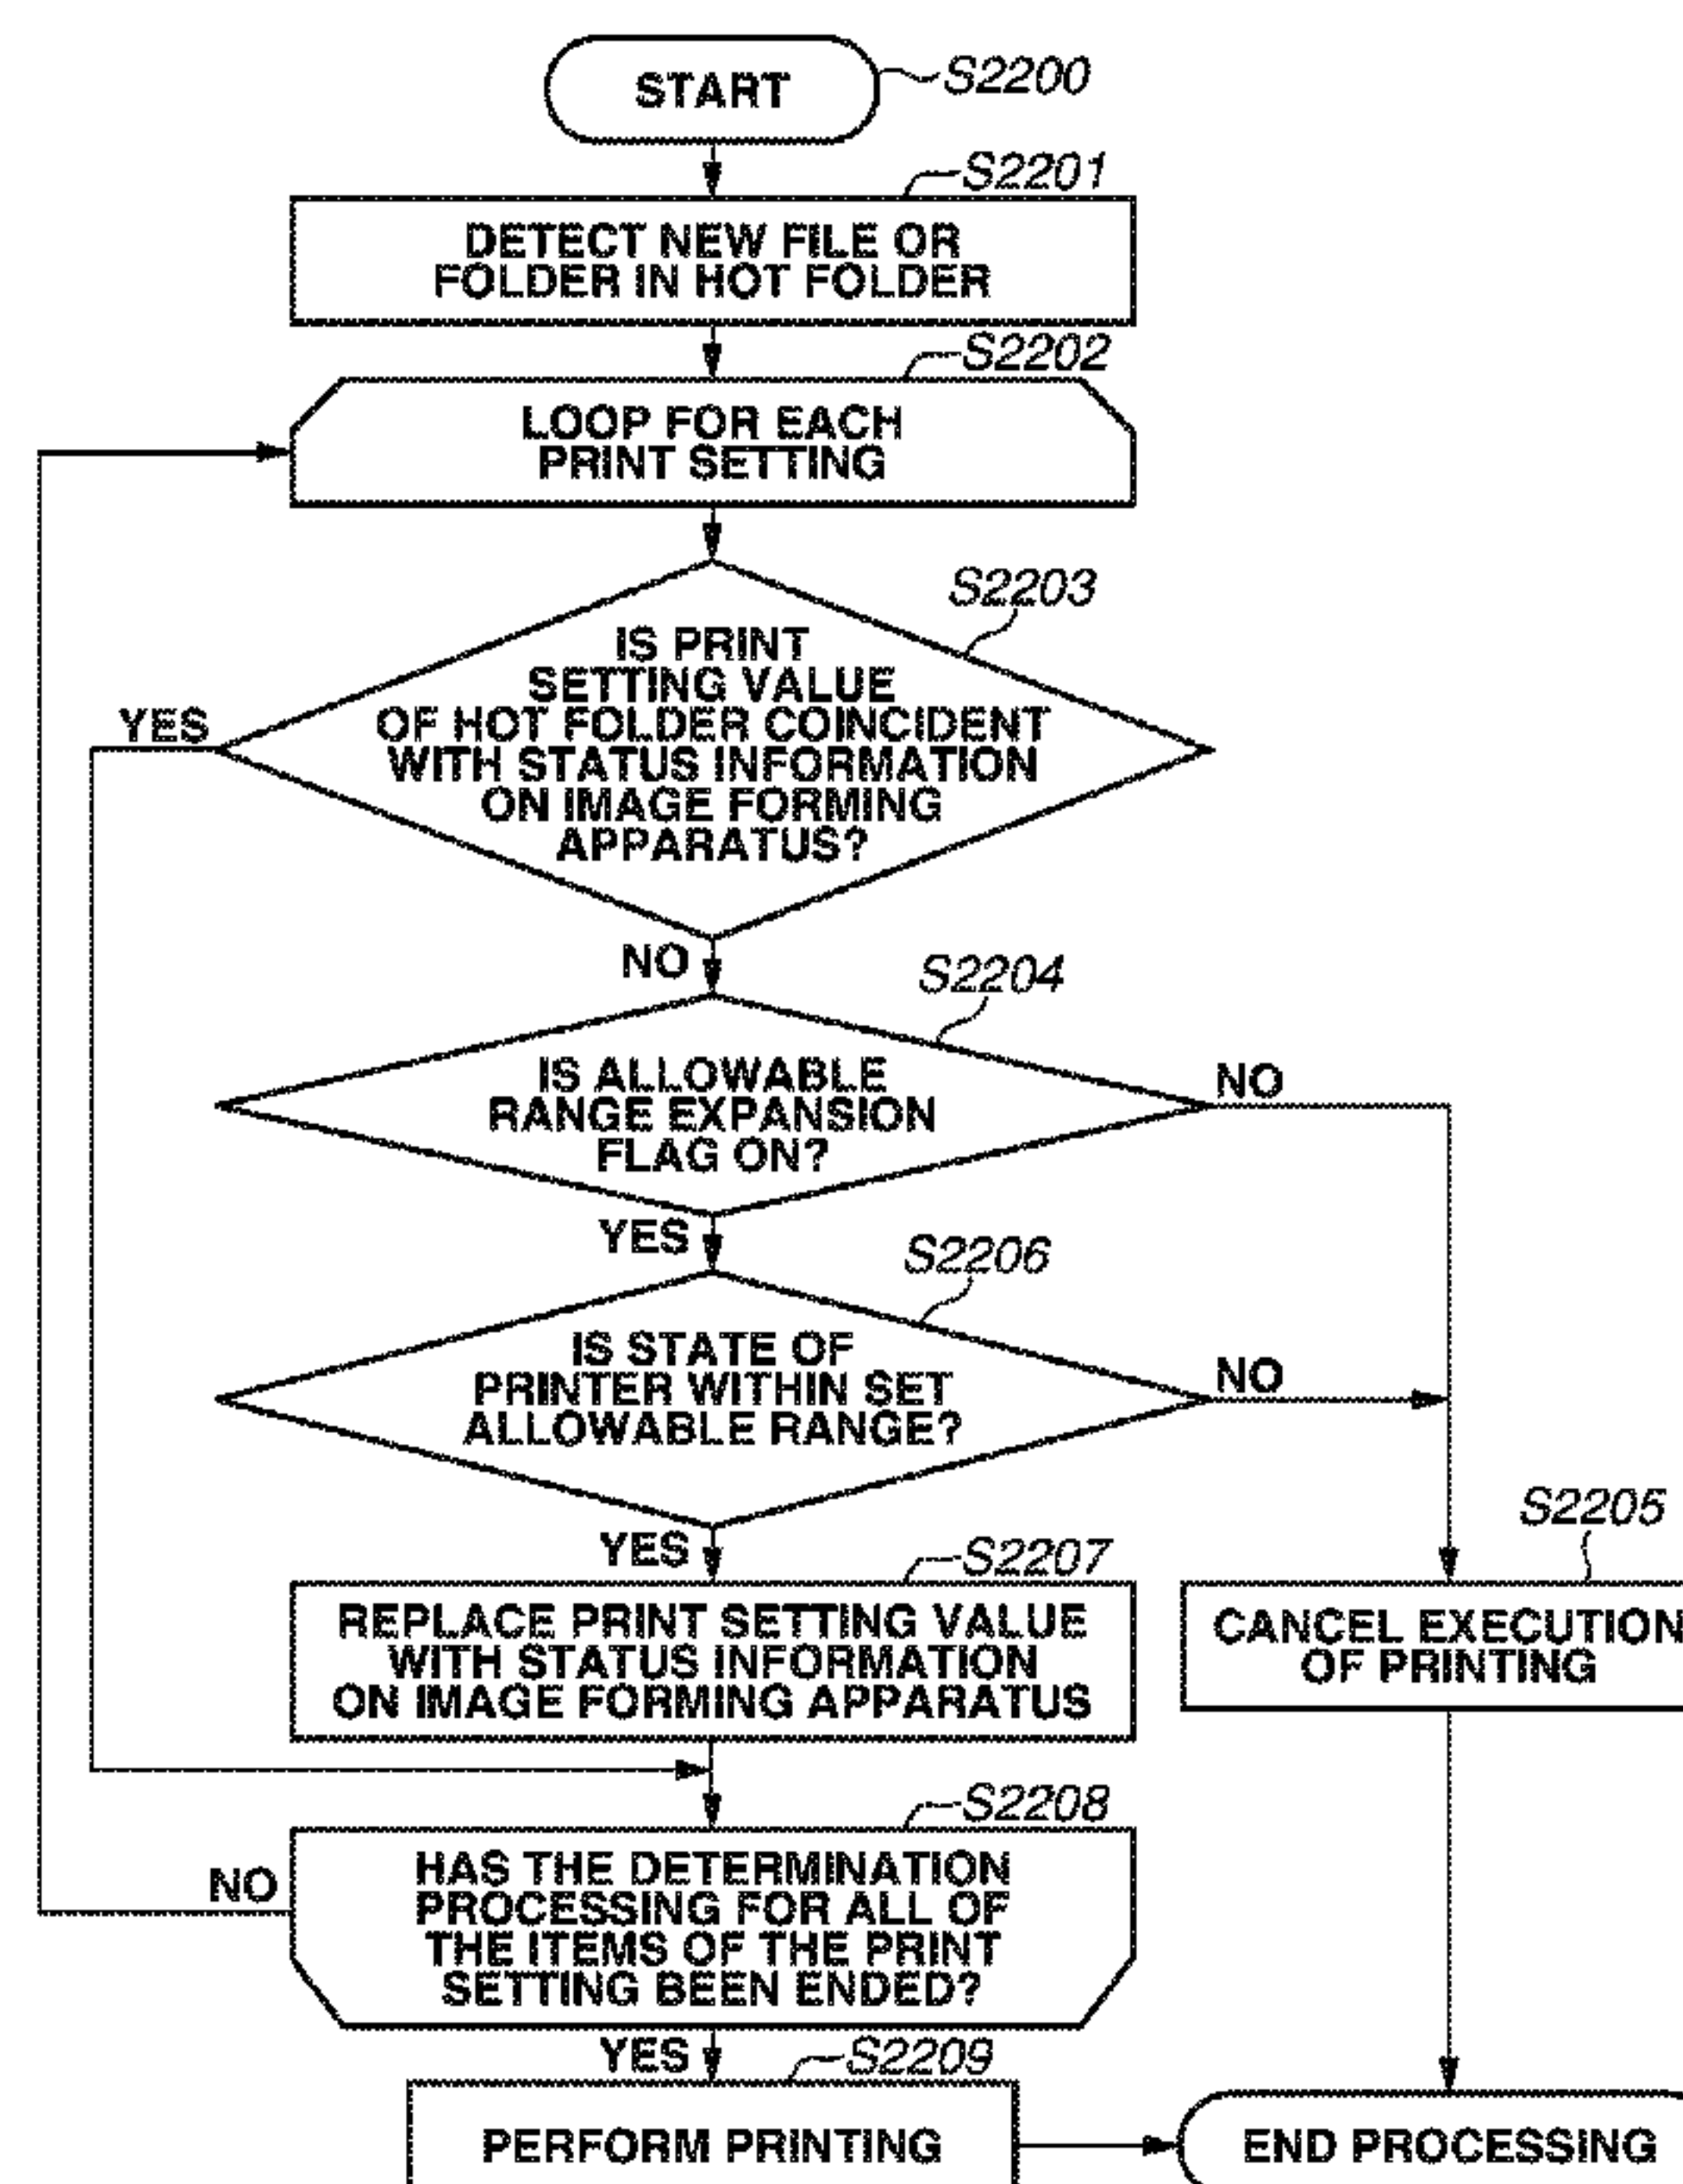 START
S2200
S2201
DETECT NEW FILE OR
FOLDER IN HOT FOLDER
S2202
LOOP FOR EACH
PRINT SETTING
S2203
IS PRINT
SETTING VALUE
OF HOT FOLDER COINCIDENT
WITH STATUS INFORMATION
ON IMAGE FORMING
APPARATUS?
YES
NO
S2204
IS ALLOWABLE
RANGE EXPANSION
FLAG ON?
NO
YES
S2206
IS STATE OF
PRINTER WITHIN SET
ALLOWABLE RANGE?
NO
YES
S2207
REPLACE PRINT SETTING VALUE
WITH STATUS INFORMATION
ON IMAGE FORMING APPARATUS
S2205
CANCEL EXECUTION
OF PRINTING
S2208
HAS THE DETERMINATION
PROCESSING FOR ALL OF
THE ITEMS OF THE PRINT
SETTING BEEN ENDED?
NO
YES
S2209
PERFORM PRINTING
END PROCESSING